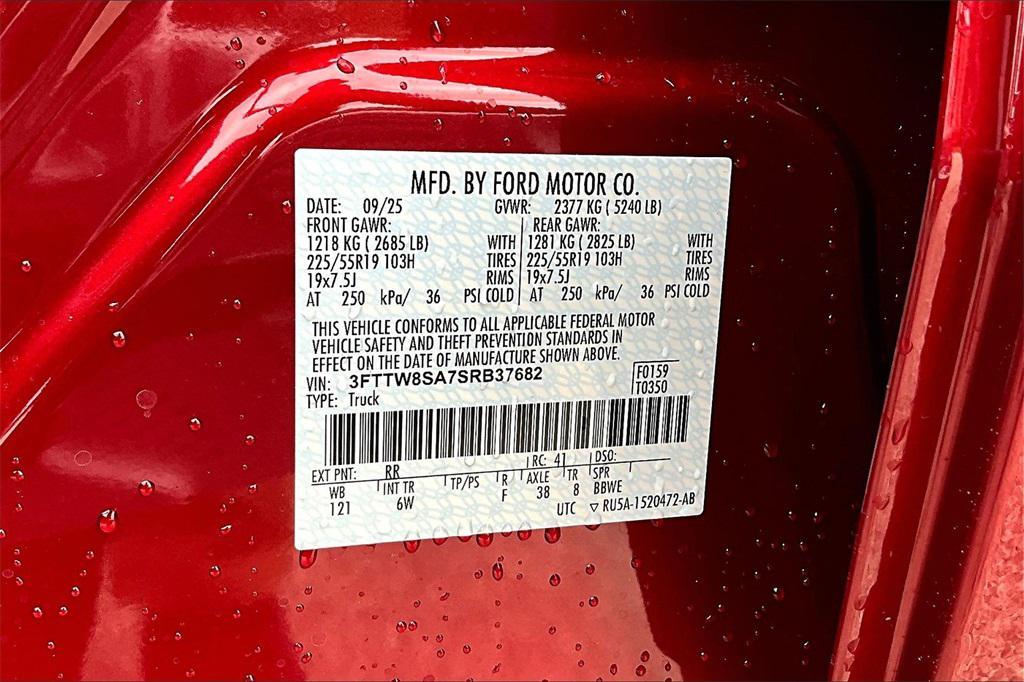 MFD. BY FORD MOTOR CO.
DATE: 09/25 GVWR: 2377 KG ( 5240 LB)
FRONT GAWR: REAR GAWR:
1218 KG ( 2685 LB) WITH 1281 KG ( 2825 LB) WITH
225/55R19 103H TIRES 225/55R19 103H TIRES
19x7.5J RIMS 19x7.5J RIMS
AT 250 kPa/ 36 PSI COLD AT 250 kPa/ 36 PSI COLD
THIS VEHICLE CONFORMS TO ALL APPLICABLE FEDERAL MOTOR
VEHICLE SAFETY AND THEFT PREVENTION STANDARDS IN
EFFECT ON THE DATE OF MANUFACTURE SHOWN ABOVE.
VIN: 3FTTW8SA7SRB37682 F0159
TYPE: Truck T0350
EXT PNT: RR RC: 41 DSO:
WB INT TR TP/PS R AXLE TR SPR
121 6W F 38 8 BBWE
UTC ▽ RU5A-1520472-AB